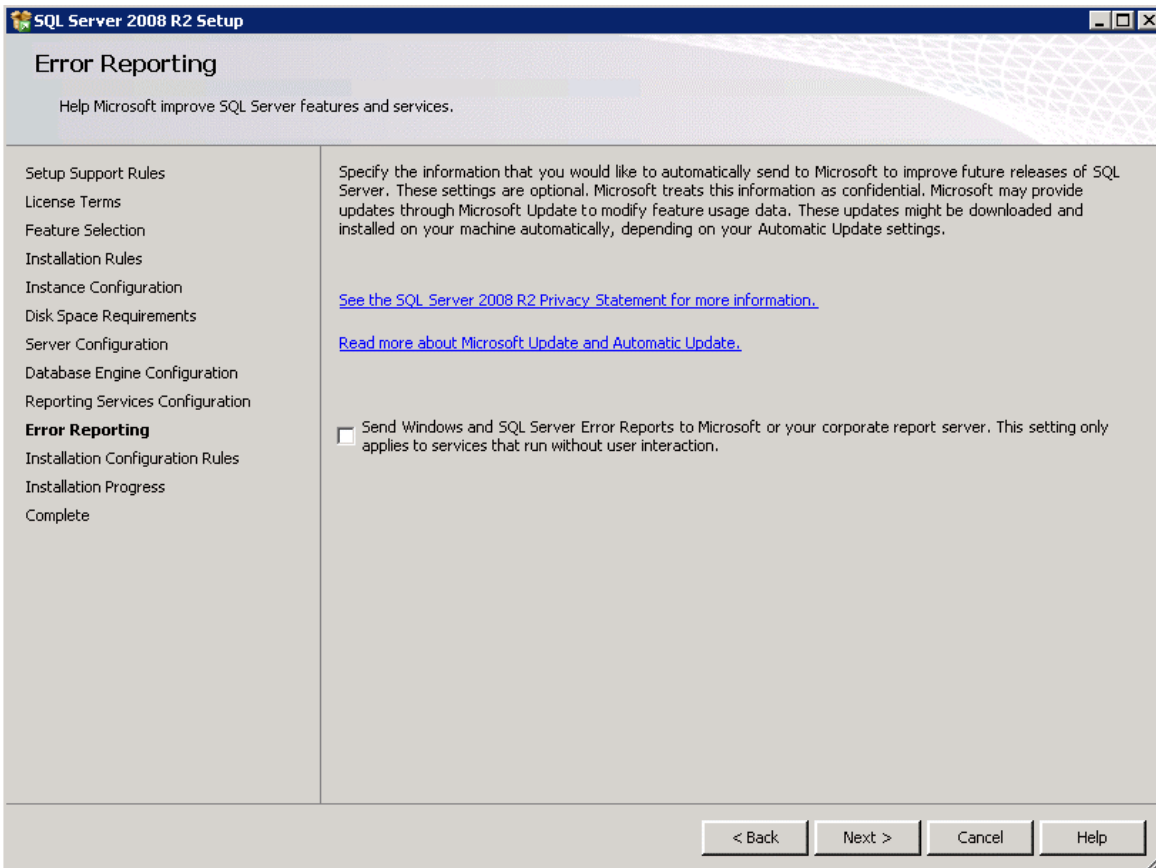 SQL Server 2008 R2 Setup
Error Reporting
Help Microsoft improve SQL Server features and services.
Setup Support Rules
License Terms
Feature Selection
Installation Rules
Instance Configuration
Disk Space Requirements
Server Configuration
Database Engine Configuration
Reporting Services Configuration
Error Reporting
Installation Configuration Rules
Installation Progress
Complete
Specify the information that you would like to automatically send to Microsoft to improve future releases of SQL
Server. These settings are optional. Microsoft treats this information as confidential. Microsoft may provide
updates through Microsoft Update to modify feature usage data. These updates might be downloaded and
installed on your machine automatically, depending on your Automatic Update settings.
See the SQL Server 2008 R2 Privacy Statement for more information.
Read more about Microsoft Update and Automatic Update.
Send Windows and SQL Server Error Reports to Microsoft or your corporate report server. This setting only
applies to services that run without user interaction.
< Back
Next >
Cancel
Help